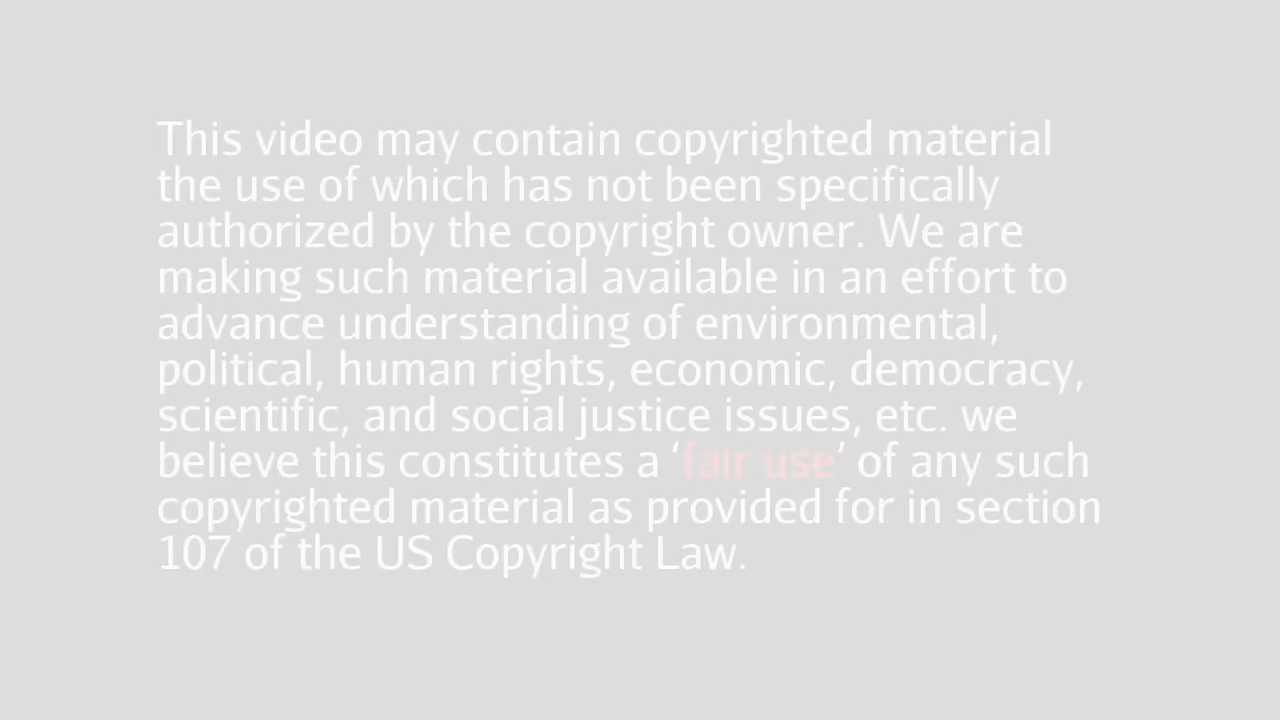 This video may contain copyrighted material
the use of which has not been specifically
authorized by the copyright owner. We are
making such material available in an effort to
advance understanding of environmental,
political, human rights, economic, democracy,
scientific, and social justice issues, etc. we
believe this constitutes a ‘fair use’ of any such
copyrighted material as provided for in section
107 of the US Copyright Law.